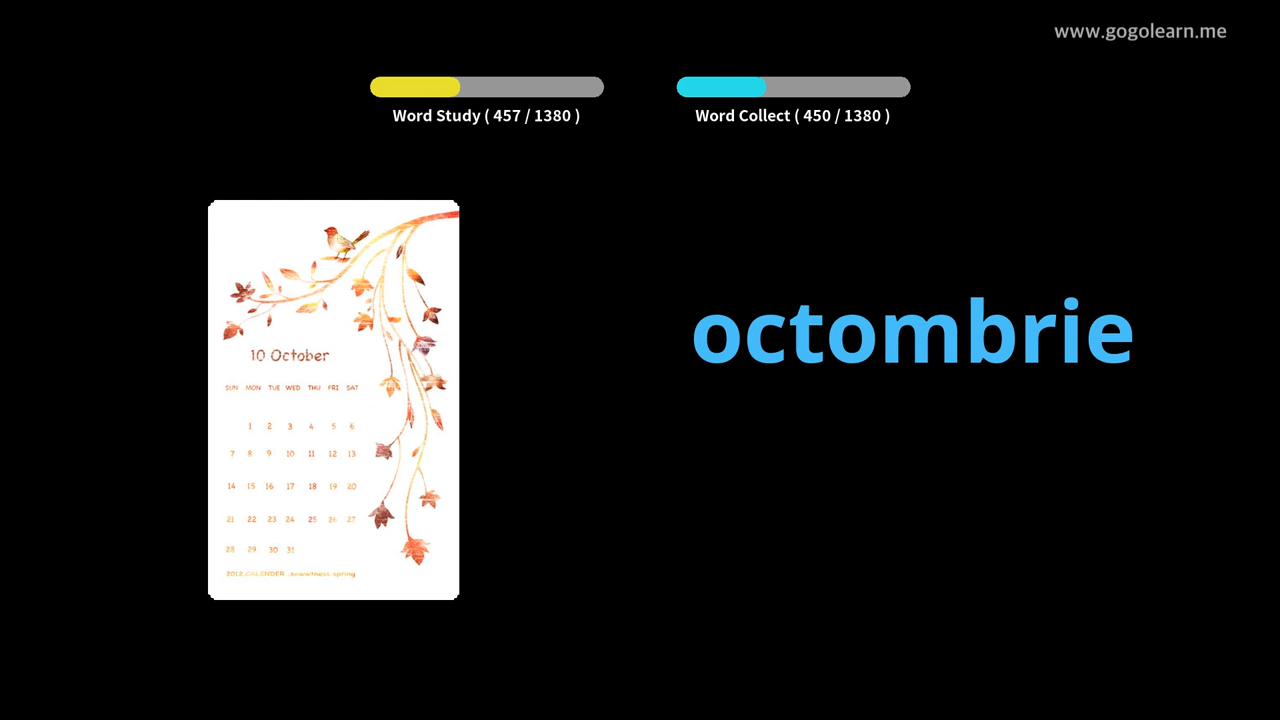 www.gogolearn.me
Word Study ( 457 / 1380 )
Word Collect ( 450 / 1380 )
octombrie
10 October
SUN MON TUE WED THU FRI SAT
1 2 3 4 5 6
7 8 9 10 11 12 13
14 15 16 17 18 19 20
21 22 23 24 25 26 27
28 29 30 31
2012.CALENDER